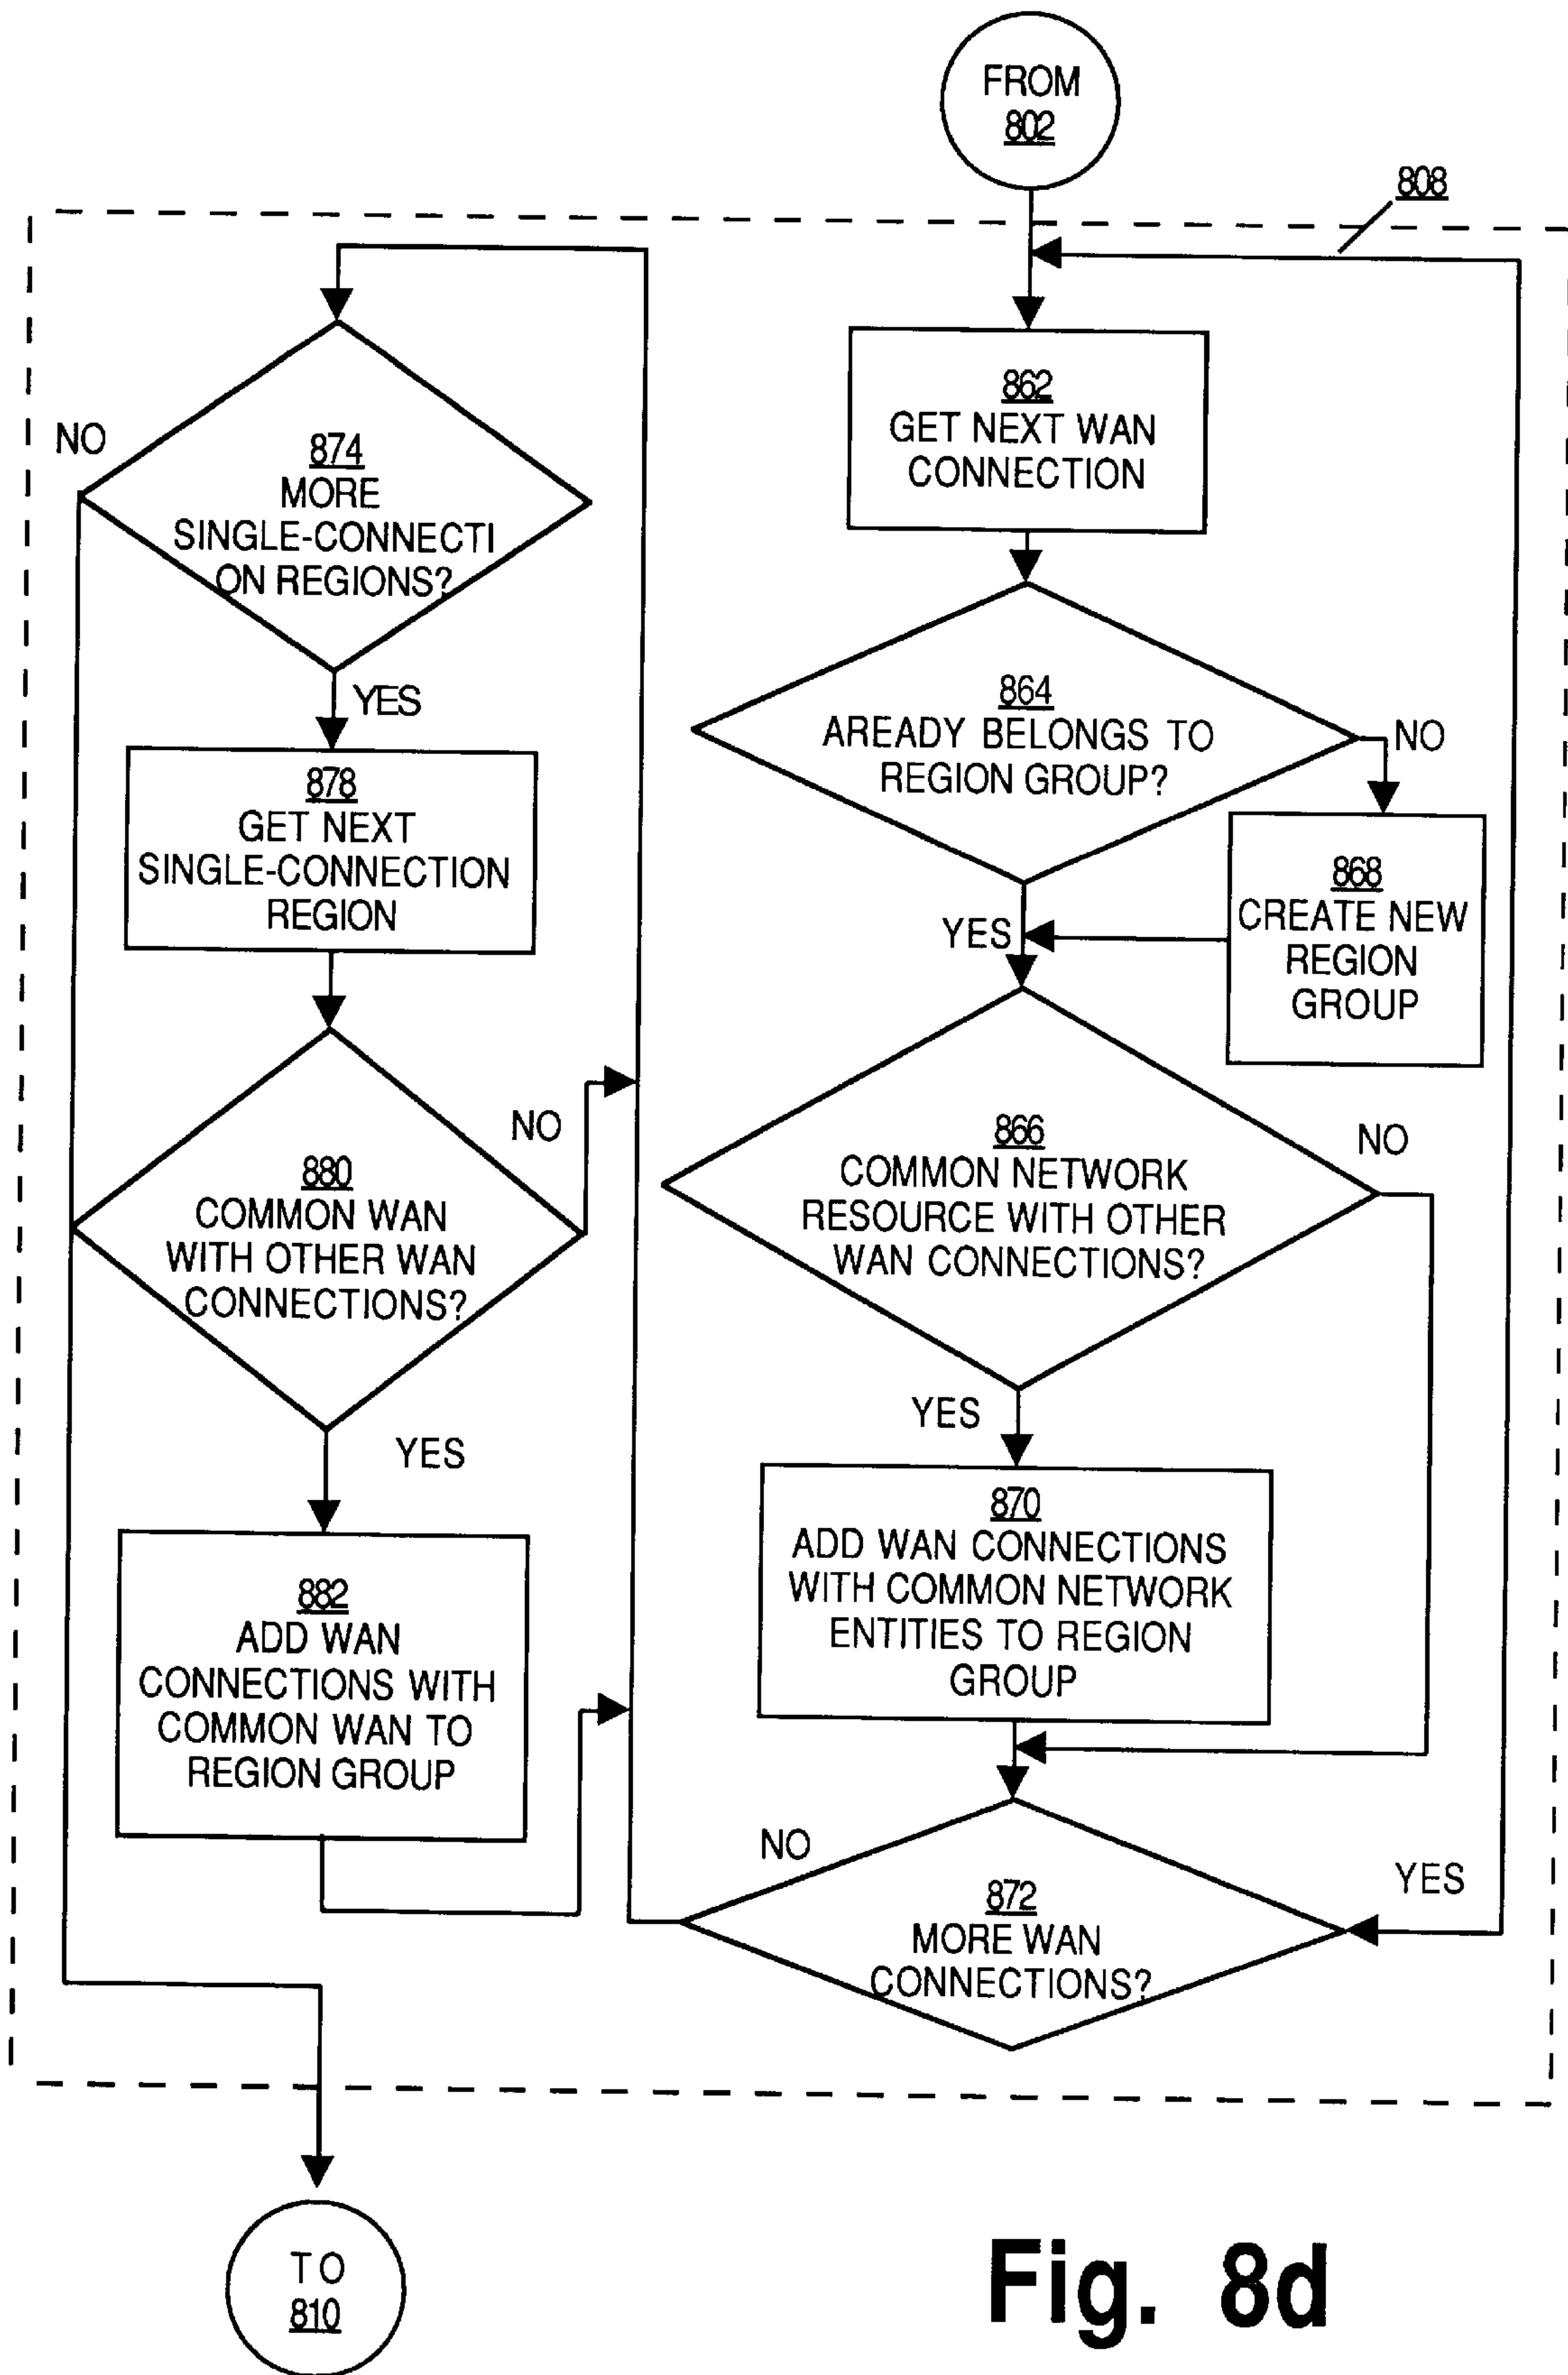 FROM
802
808
862
GET NEXT WAN
CONNECTION
864
AREADY BELONGS TO
REGION GROUP?
NO
868
CREATE NEW
REGION
GROUP
YES
866
COMMON NETWORK
RESOURCE WITH OTHER
WAN CONNECTIONS?
NO
YES
870
ADD WAN CONNECTIONS
WITH COMMON NETWORK
ENTITIES TO REGION
GROUP
NO
872
MORE WAN
CONNECTIONS?
YES
NO
874
MORE
SINGLE-CONNECTI
ON REGIONS?
YES
878
GET NEXT
SINGLE-CONNECTION
REGION
NO
880
COMMON WAN
WITH OTHER WAN
CONNECTIONS?
YES
882
ADD WAN
CONNECTIONS WITH
COMMON WAN TO
REGION GROUP
TO
810
Fig. 8d